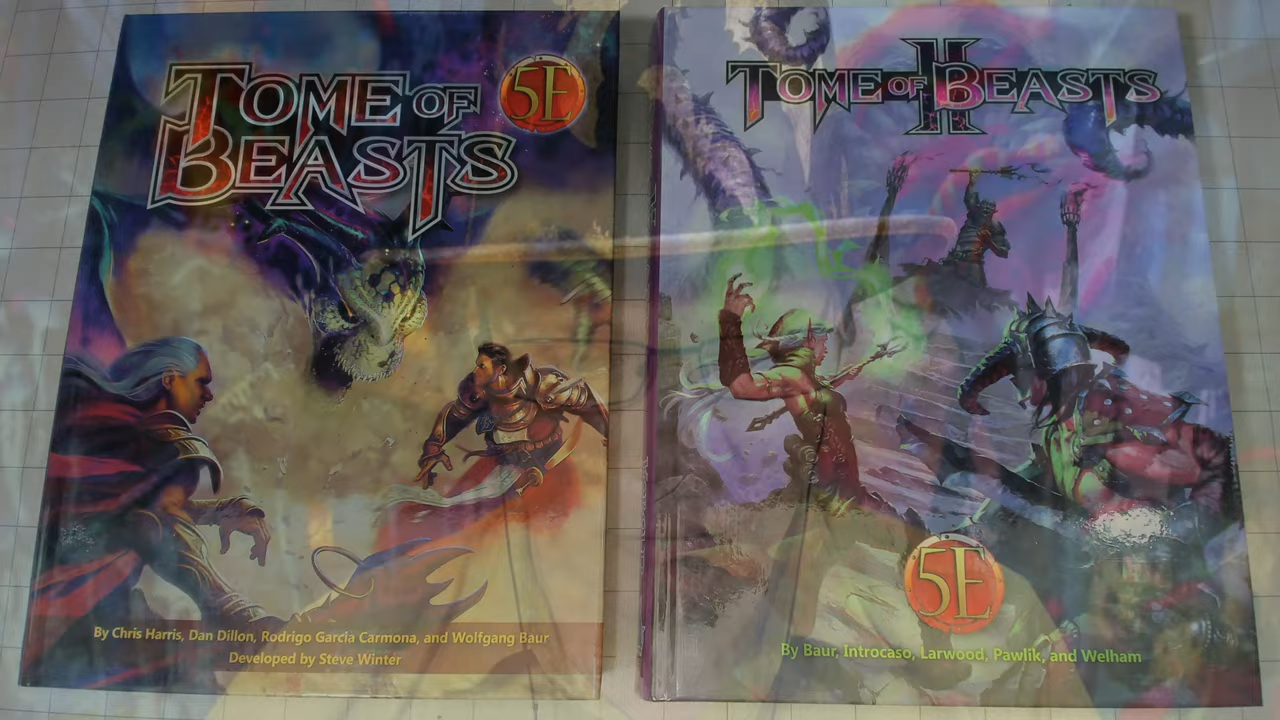 TOME OF
BEASTS
5E
By Chris Harris, Dan Dillon, Rodrigo Garcia Carmona, and Wolfgang Baur
Developed by Steve Winter
TOME OF BEASTS
II
5E
By Baur, Introcaso, Larwood, Pawlik, and Welham